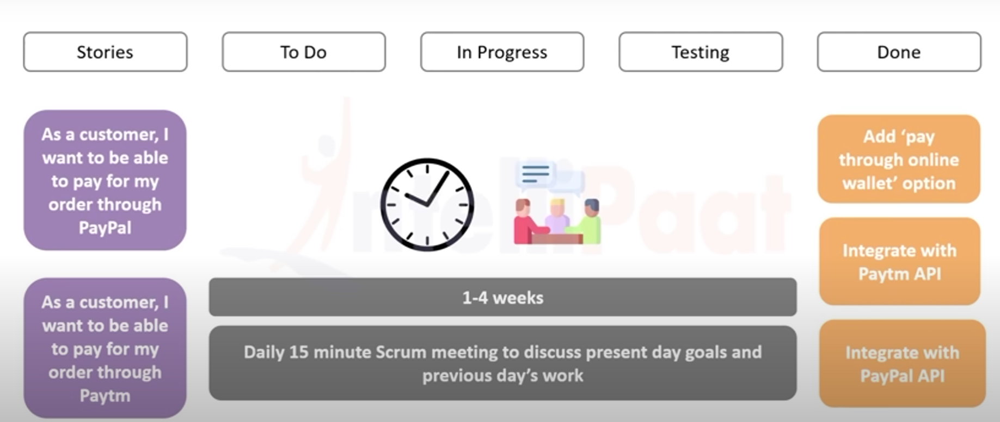 Stories
To Do
In Progress
Testing
Done
As a customer, I
want to be able
to pay for my
order through
PayPal
As a customer, I
want to be able
to pay for my
order through
Paytm
IntelliPaat
1-4 weeks
Daily 15 minute Scrum meeting to discuss present day goals and
previous day’s work
Add ‘pay
through online
wallet’ option
Integrate with
Paytm API
Integrate with
PayPal API